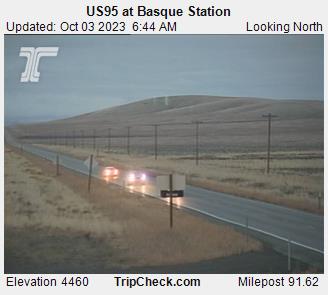 US95 at Basque Station
Updated: Oct 03 2023 6:44 AM Looking North
Elevation 4460 TripCheck.com Milepost 91.62